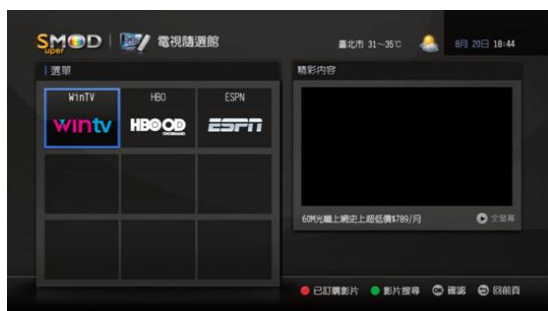 SMOD
Super
電視隨選館
臺北市 31~35℃
8月 20日 18:44
選單
精彩内容
WinTV
HBO
ESPN
wintv
HBO OD
ONDEMAND
ESPN
60M光纖上網史上超低價$789/月
全螢幕
已訂購影片
影片搜尋
OK 確認
回前頁